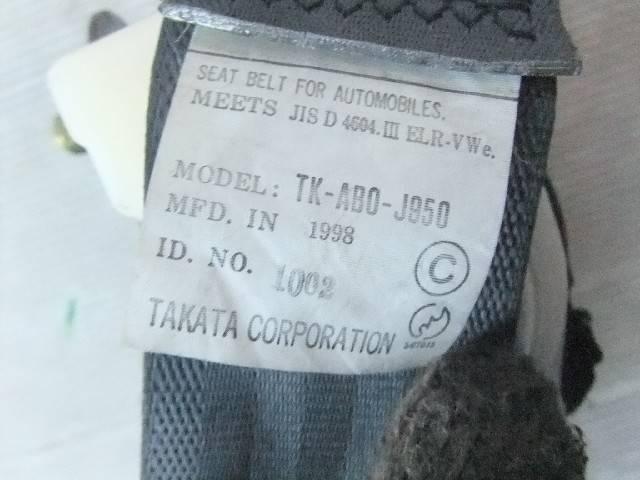 SEAT BELT FOR AUTOMOBILES.
MEETS JIS D 4604.III ELR-VWe.
MODEL: TK-AB0-J950
MFD. IN 1998
ID. NO. 1002
C
TAKATA CORPORATION